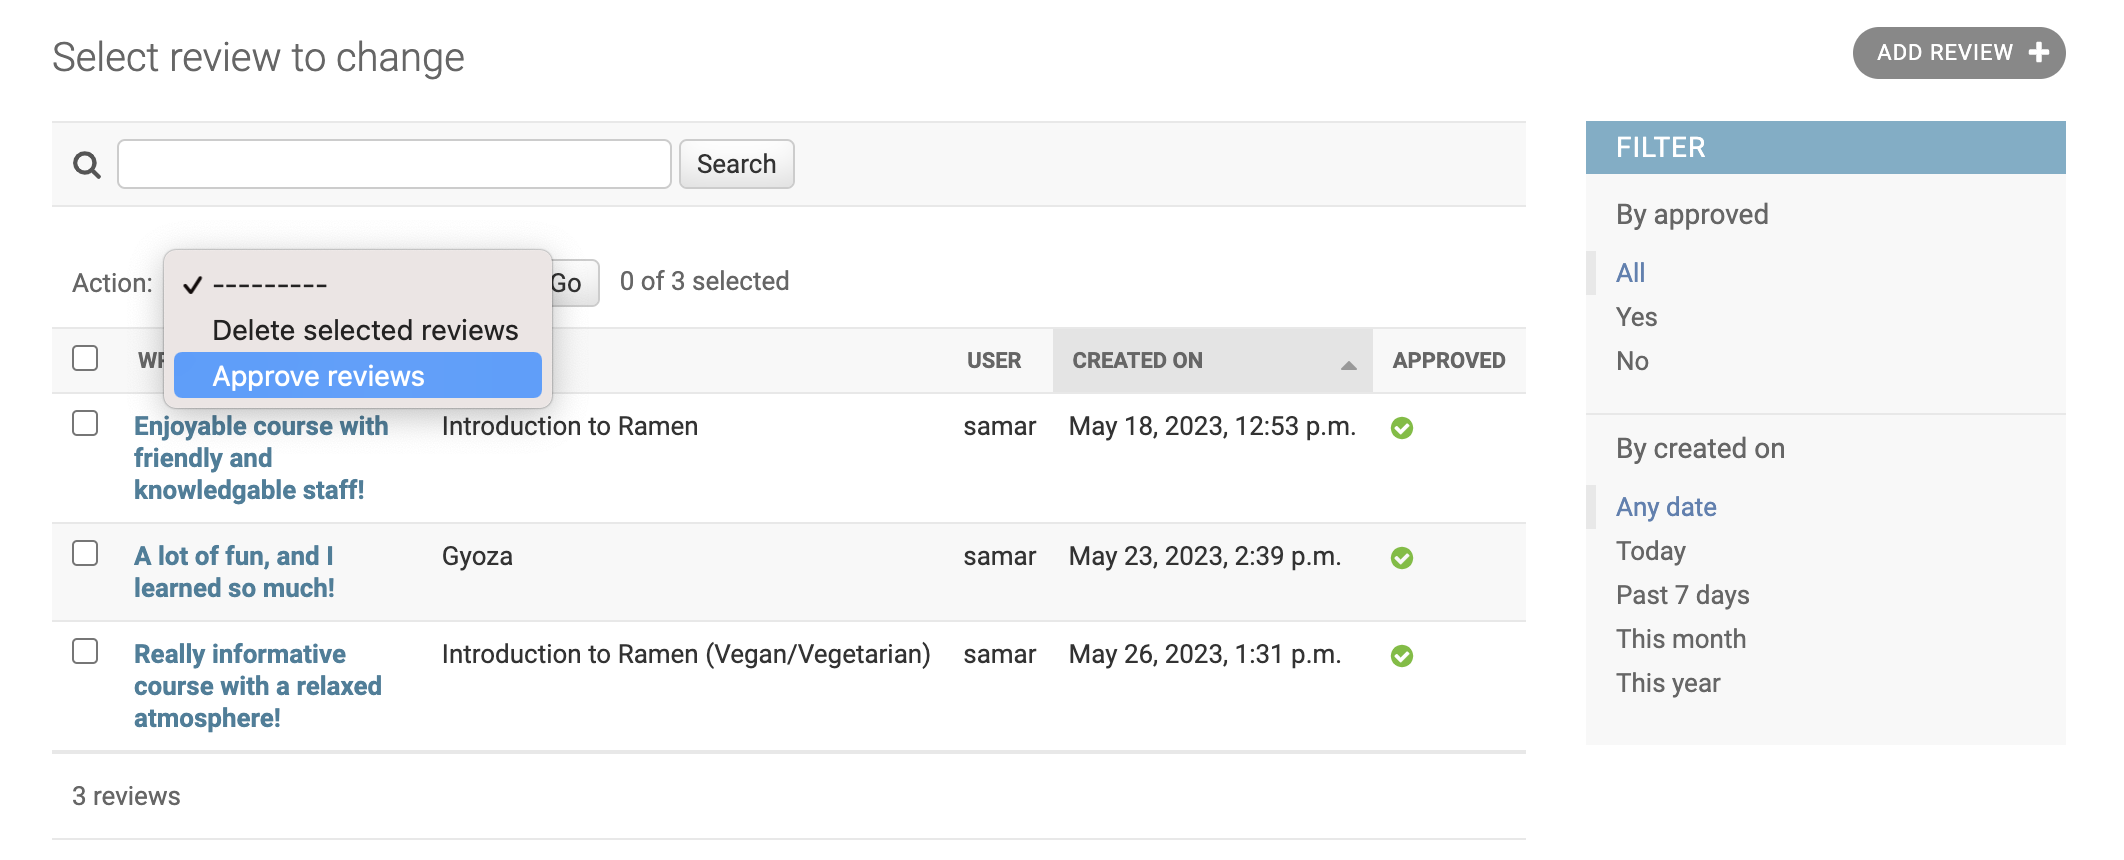 Select review to change
ADD REVIEW
Search
Action:
---------
Delete selected reviews
Approve reviews
Go
0 of 3 selected
USER
CREATED ON
APPROVED
Enjoyable course with
friendly and
knowledgable staff!
Introduction to Ramen
samar
May 18, 2023, 12:53 p.m.
A lot of fun, and I
learned so much!
Gyoza
samar
May 23, 2023, 2:39 p.m.
Really informative
course with a relaxed
atmosphere!
Introduction to Ramen (Vegan/Vegetarian)
samar
May 26, 2023, 1:31 p.m.
3 reviews
FILTER
By approved
All
Yes
No
By created on
Any date
Today
Past 7 days
This month
This year